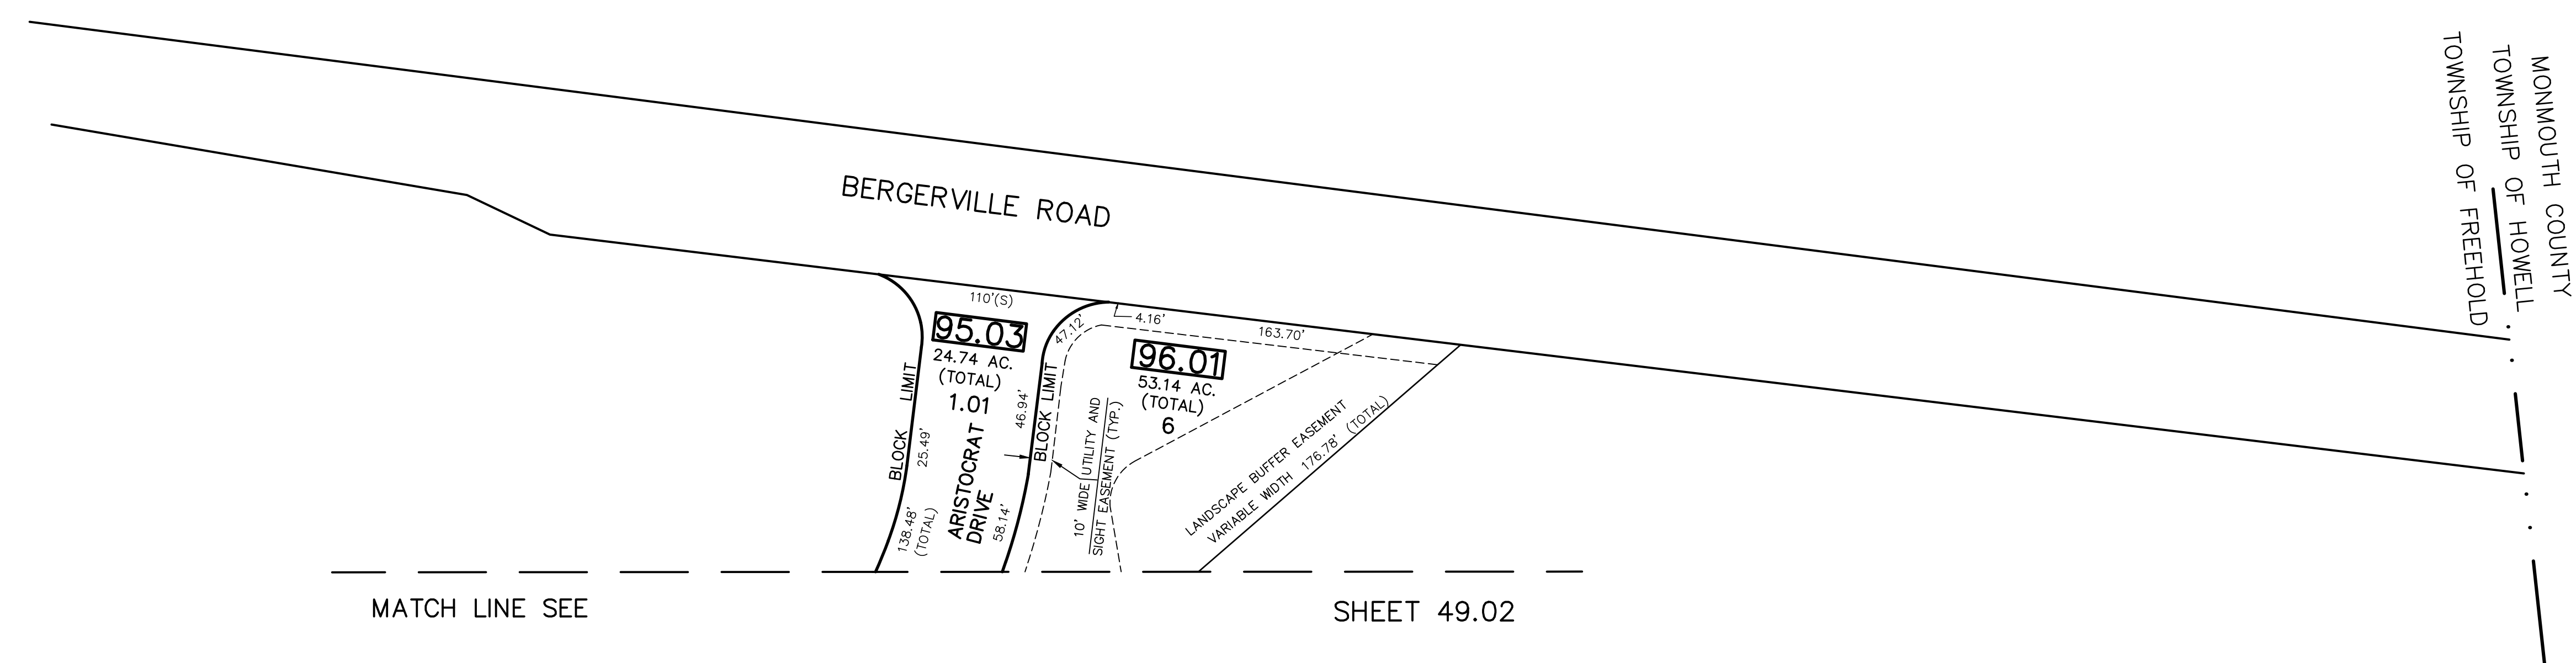 BERGERVILLE ROAD
110'(S)
95.03
24.74 AC.
(TOTAL)
1.01
ARISTOCRAT
DRIVE
BLOCK LIMIT
25.49'
138.48'
(TOTAL)
46.94'
58.14'
47.12'
BLOCK LIMIT
4.16'
163.70'
96.01
53.14 AC.
(TOTAL)
6
10' WIDE UTILITY AND
SIGHT EASEMENT (TYP.)
LANDSCAPE BUFFER EASEMENT
VARIABLE WIDTH 176.78' (TOTAL)
TOWNSHIP OF FREEHOLD
TOWNSHIP OF HOWELL
MONMOUTH COUNTY
MATCH LINE SEE SHEET 49.02